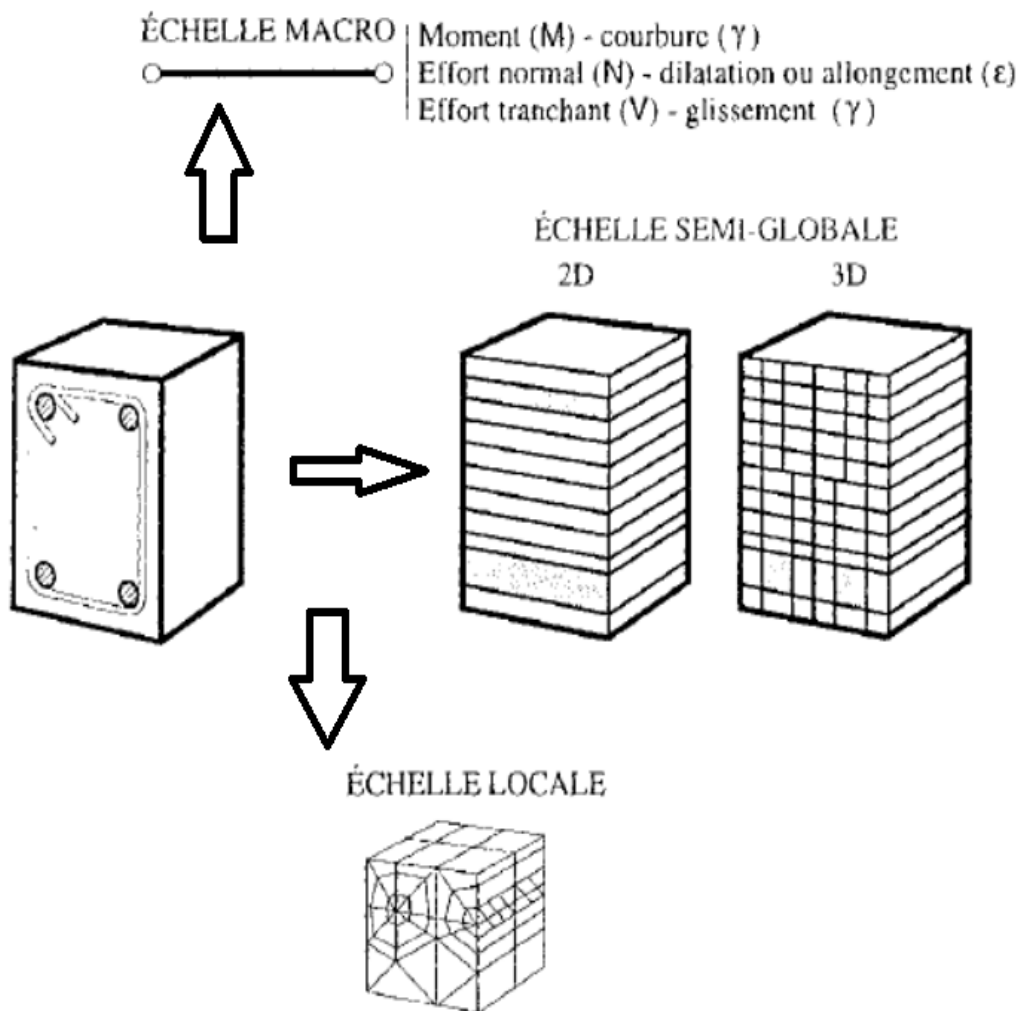 ÉCHELLE MACRO
Moment (M) - courbure (γ)
Effort normal (N) - dilatation ou allongement (ε)
Effort tranchant (V) - glissement (γ)
ÉCHELLE SEMI-GLOBALE
2D 3D
ÉCHELLE LOCALE